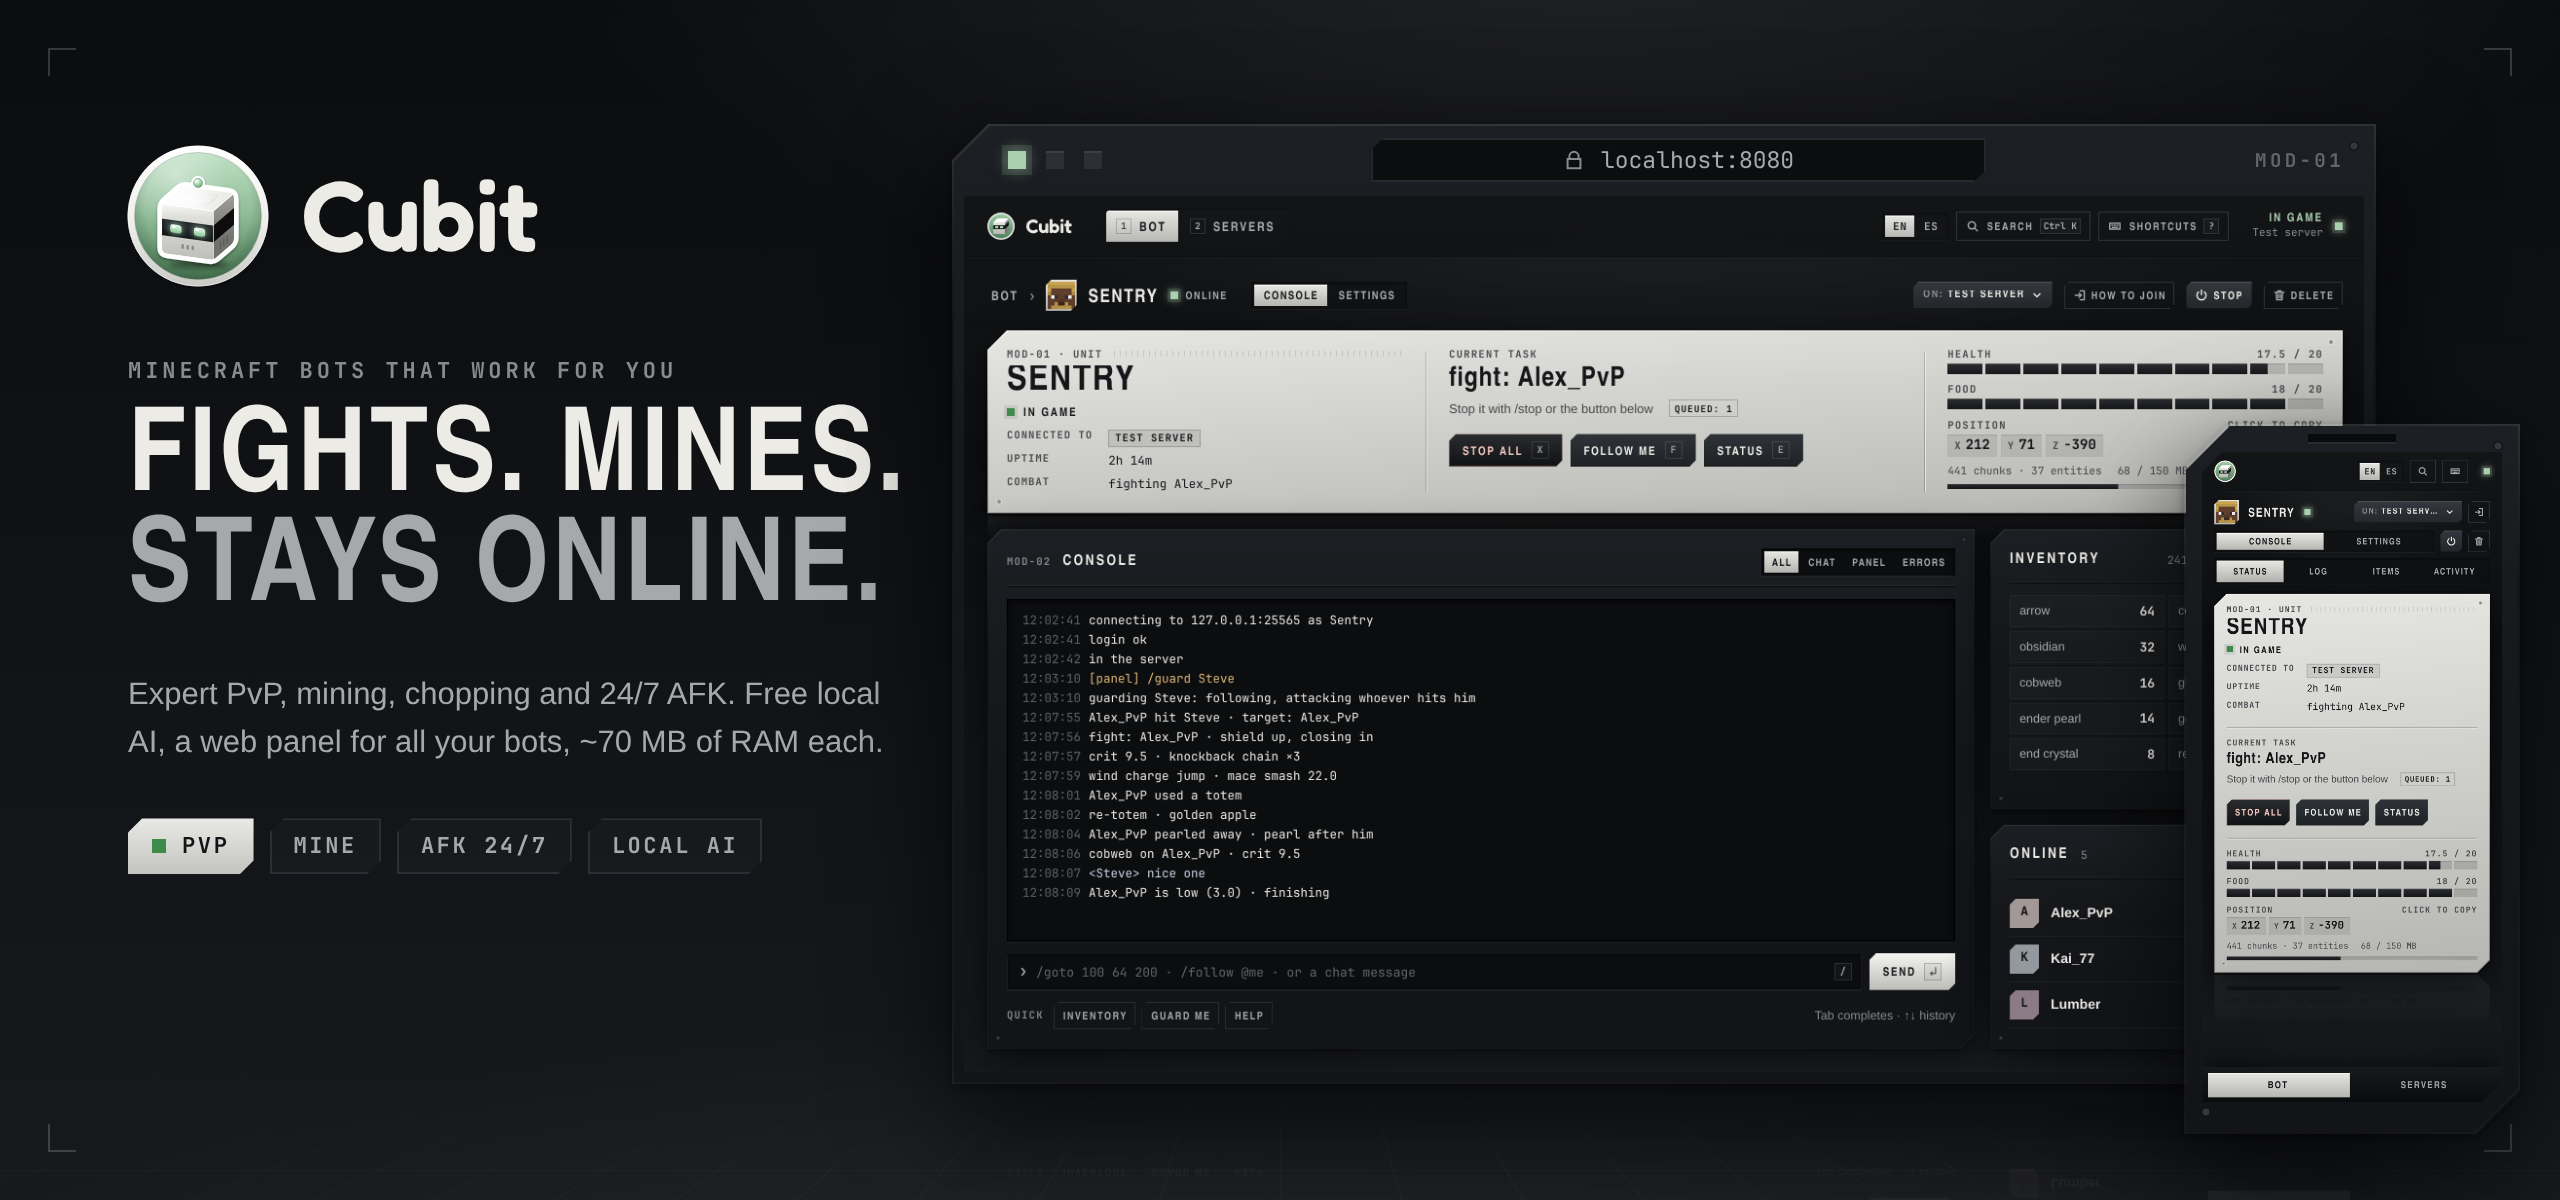 Cubit
MINECRAFT BOTS THAT WORK FOR YOU
FIGHTS. MINES.
STAYS ONLINE.
Expert PvP, mining, chopping and 24/7 AFK. Free local
AI, a web panel for all your bots, ~70 MB of RAM each.
PVP MINE AFK 24/7 LOCAL AI
localhost:8080 MOD-01
Cubit 1 BOT 2 SERVERS EN ES SEARCH Ctrl K SHORTCUTS ? IN GAME
Test server
BOT › SENTRY ONLINE CONSOLE SETTINGS ON: TEST SERVER HOW TO JOIN STOP DELETE
MOD-01 · UNIT
SENTRY
IN GAME
CONNECTED TO TEST SERVER
UPTIME 2h 14m
COMBAT fighting Alex_PvP
CURRENT TASK
fight: Alex_PvP
Stop it with /stop or the button below QUEUED: 1
STOP ALL X FOLLOW ME F STATUS E
HEALTH 17.5 / 20
FOOD 18 / 20
POSITION CLICK TO COPY
X 212 Y 71 Z -390
441 chunks · 37 entities 68 / 150 MB
MOD-02 CONSOLE ALL CHAT PANEL ERRORS
12:02:41 connecting to 127.0.0.1:25565 as Sentry
12:02:41 login ok
12:02:42 in the server
12:03:10 [panel] /guard Steve
12:03:10 guarding Steve: following, attacking whoever hits him
12:07:55 Alex_PvP hit Steve · target: Alex_PvP
12:07:56 fight: Alex_PvP · shield up, closing in
12:07:57 crit 9.5 · knockback chain ×3
12:07:59 wind charge jump · mace smash 22.0
12:08:01 Alex_PvP used a totem
12:08:02 re-totem · golden apple
12:08:04 Alex_PvP pearled away · pearl after him
12:08:06 cobweb on Alex_PvP · crit 9.5
12:08:07 <Steve> nice one
12:08:09 Alex_PvP is low (3.0) · finishing
› /goto 100 64 200 · /follow @me · or a chat message / SEND ↲
QUICK INVENTORY GUARD ME HELP Tab completes · ↑↓ history
INVENTORY 241
arrow 64
obsidian 32
cobweb 16
ender pearl 14
end crystal 8
ONLINE 5
A Alex_PvP
K Kai_77
L Lumber
EN ES
SENTRY ON: TEST SERV…
CONSOLE SETTINGS
STATUS LOG ITEMS ACTIVITY
MOD-01 · UNIT
SENTRY
IN GAME
CONNECTED TO TEST SERVER
UPTIME 2h 14m
COMBAT fighting Alex_PvP
CURRENT TASK
fight: Alex_PvP
Stop it with /stop or the button below QUEUED: 1
STOP ALL FOLLOW ME STATUS
HEALTH 17.5 / 20
FOOD 18 / 20
POSITION CLICK TO COPY
X 212 Y 71 Z -390
441 chunks · 37 entities 68 / 150 MB
BOT SERVERS